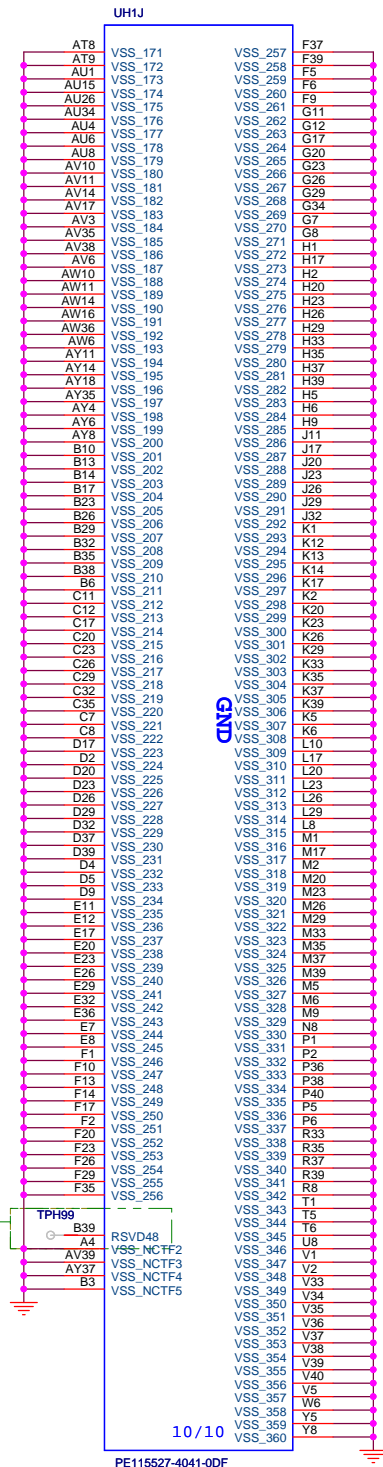 UH1J
AT8 VSS_171
AT9 VSS_172
AU1 VSS_173
AU15 VSS_174
AU26 VSS_175
AU34 VSS_176
AU4 VSS_177
AU6 VSS_178
AU8 VSS_179
AV10 VSS_180
AV11 VSS_181
AV14 VSS_182
AV17 VSS_183
AV3 VSS_184
AV35 VSS_185
AV38 VSS_186
AV6 VSS_187
AW10 VSS_188
AW11 VSS_189
AW14 VSS_190
AW16 VSS_191
AW36 VSS_192
AW6 VSS_193
AY11 VSS_194
AY14 VSS_195
AY18 VSS_196
AY35 VSS_197
AY4 VSS_198
AY6 VSS_199
AY8 VSS_200
B10 VSS_201
B13 VSS_202
B14 VSS_203
B17 VSS_204
B23 VSS_205
B26 VSS_206
B29 VSS_207
B32 VSS_208
B35 VSS_209
B38 VSS_210
B6 VSS_211
C11 VSS_212
C12 VSS_213
C17 VSS_214
C20 VSS_215
C23 VSS_216
C26 VSS_217
C29 VSS_218
C32 VSS_219
C35 VSS_220
C7 VSS_221
C8 VSS_222
D17 VSS_223
D2 VSS_224
D20 VSS_225
D23 VSS_226
D26 VSS_227
D29 VSS_228
D32 VSS_229
D37 VSS_230
D39 VSS_231
D4 VSS_232
D5 VSS_233
D9 VSS_234
E11 VSS_235
E12 VSS_236
E17 VSS_237
E20 VSS_238
E23 VSS_239
E26 VSS_240
E29 VSS_241
E32 VSS_242
E36 VSS_243
E7 VSS_244
E8 VSS_245
F1 VSS_246
F10 VSS_247
F13 VSS_248
F14 VSS_249
F17 VSS_250
F2 VSS_251
F20 VSS_252
F23 VSS_253
F26 VSS_254
F29 VSS_255
F35 VSS_256
TPH99
B39 RSVD48
A4 VSS_NCTF2
AV39 VSS_NCTF3
AY37 VSS_NCTF4
B3 VSS_NCTF5
GND
VSS_257 F37
VSS_258 F39
VSS_259 F5
VSS_260 F6
VSS_261 F9
VSS_262 G11
VSS_263 G12
VSS_264 G17
VSS_265 G20
VSS_266 G23
VSS_267 G26
VSS_268 G29
VSS_269 G34
VSS_270 G7
VSS_271 G8
VSS_272 H1
VSS_273 H17
VSS_274 H2
VSS_275 H20
VSS_276 H23
VSS_277 H26
VSS_278 H29
VSS_279 H33
VSS_280 H35
VSS_281 H37
VSS_282 H39
VSS_283 H5
VSS_284 H6
VSS_285 H9
VSS_286 J11
VSS_287 J17
VSS_288 J20
VSS_289 J23
VSS_290 J26
VSS_291 J29
VSS_292 J32
VSS_293 K1
VSS_294 K12
VSS_295 K13
VSS_296 K14
VSS_297 K17
VSS_298 K2
VSS_299 K20
VSS_300 K23
VSS_301 K26
VSS_302 K29
VSS_303 K33
VSS_304 K35
VSS_305 K37
VSS_306 K39
VSS_307 K5
VSS_308 K6
VSS_309 L10
VSS_310 L17
VSS_311 L20
VSS_312 L23
VSS_313 L26
VSS_314 L29
VSS_315 L8
VSS_316 M1
VSS_317 M17
VSS_318 M2
VSS_319 M20
VSS_320 M23
VSS_321 M26
VSS_322 M29
VSS_323 M33
VSS_324 M35
VSS_325 M37
VSS_326 M39
VSS_327 M5
VSS_328 M6
VSS_329 M9
VSS_330 N8
VSS_331 P1
VSS_332 P2
VSS_333 P36
VSS_334 P38
VSS_335 P40
VSS_336 P5
VSS_337 P6
VSS_338 R33
VSS_339 R35
VSS_340 R37
VSS_341 R39
VSS_342 R8
VSS_343 T1
VSS_344 T5
VSS_345 T6
VSS_346 U8
VSS_347 V1
VSS_348 V2
VSS_349 V33
VSS_350 V34
VSS_351 V35
VSS_352 V36
VSS_353 V37
VSS_354 V38
VSS_355 V39
VSS_356 V40
VSS_357 V5
VSS_358 W6
VSS_359 Y5
VSS_360 Y8
10/10
PE115527-4041-0DF